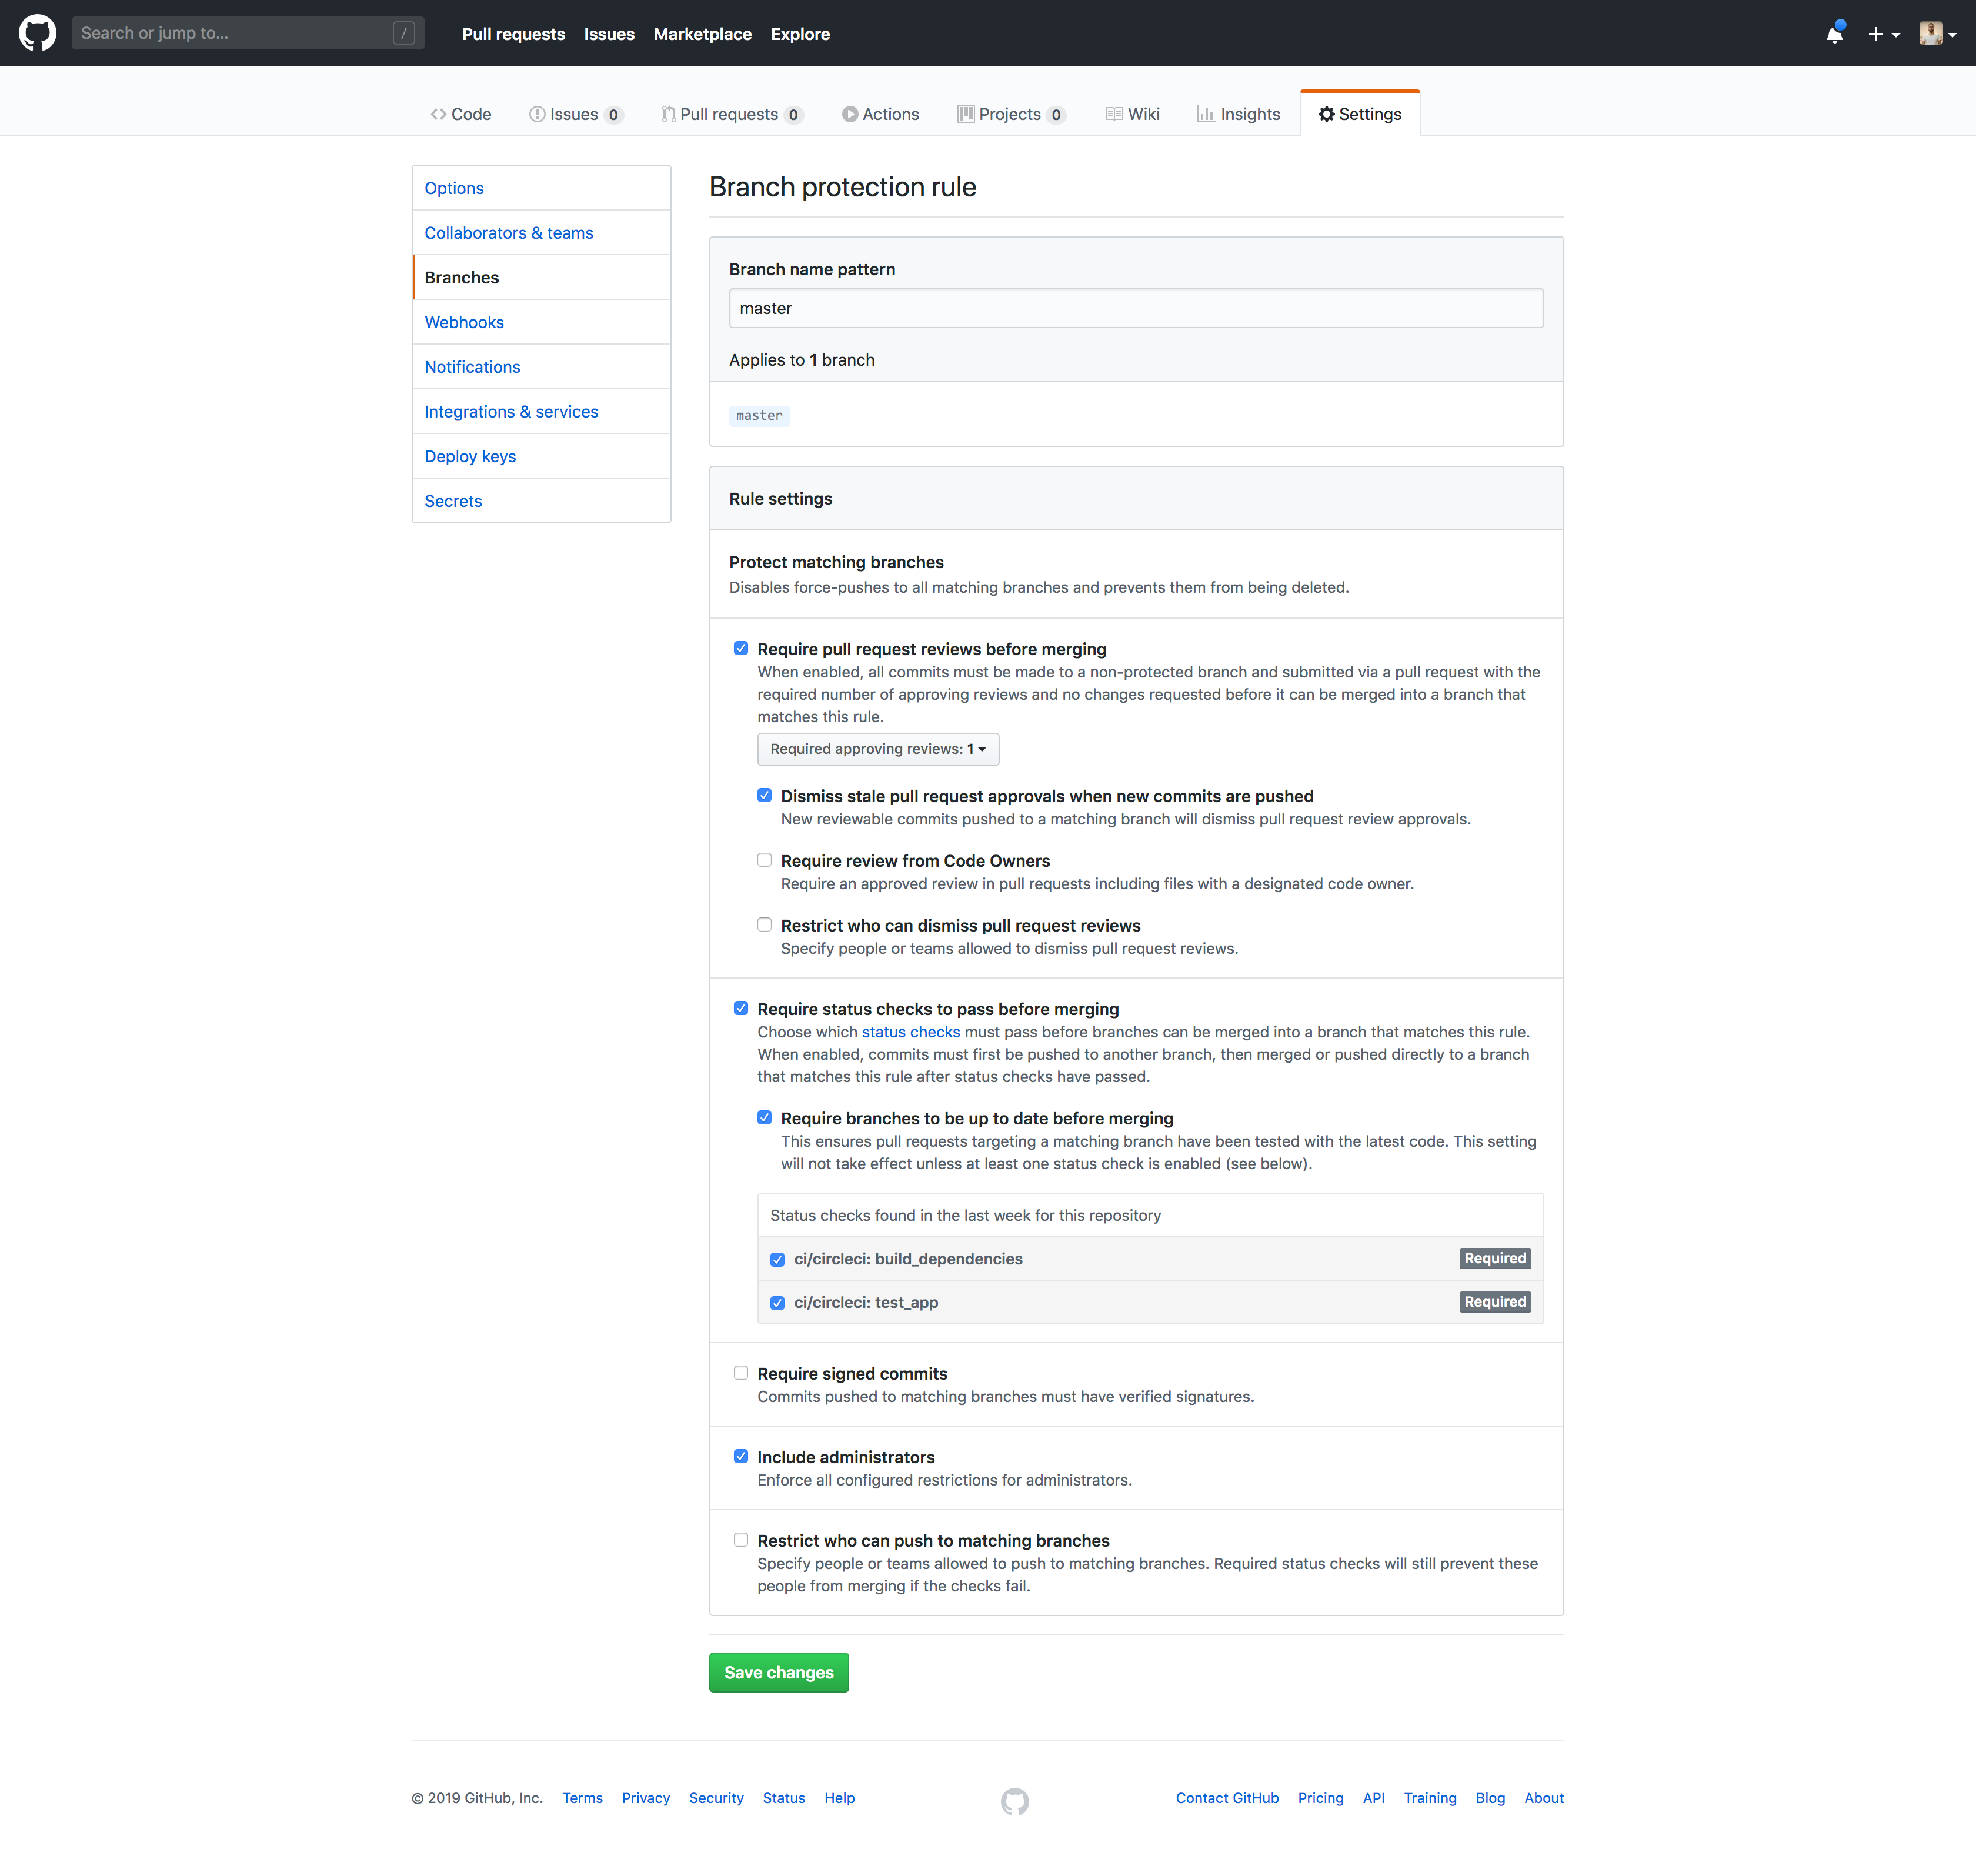 Search or jump to... /
Pull requests Issues Marketplace Explore
Code Issues 0 Pull requests 0 Actions Projects 0 Wiki Insights Settings
Options
Collaborators & teams
Branches
Webhooks
Notifications
Integrations & services
Deploy keys
Secrets
Branch protection rule
Branch name pattern
master
Applies to 1 branch
master
Rule settings
Protect matching branches
Disables force-pushes to all matching branches and prevents them from being deleted.
Require pull request reviews before merging
When enabled, all commits must be made to a non-protected branch and submitted via a pull request with the
required number of approving reviews and no changes requested before it can be merged into a branch that
matches this rule.
Required approving reviews: 1
Dismiss stale pull request approvals when new commits are pushed
New reviewable commits pushed to a matching branch will dismiss pull request review approvals.
Require review from Code Owners
Require an approved review in pull requests including files with a designated code owner.
Restrict who can dismiss pull request reviews
Specify people or teams allowed to dismiss pull request reviews.
Require status checks to pass before merging
Choose which status checks must pass before branches can be merged into a branch that matches this rule.
When enabled, commits must first be pushed to another branch, then merged or pushed directly to a branch
that matches this rule after status checks have passed.
Require branches to be up to date before merging
This ensures pull requests targeting a matching branch have been tested with the latest code. This setting
will not take effect unless at least one status check is enabled (see below).
Status checks found in the last week for this repository
ci/circleci: build_dependencies Required
ci/circleci: test_app Required
Require signed commits
Commits pushed to matching branches must have verified signatures.
Include administrators
Enforce all configured restrictions for administrators.
Restrict who can push to matching branches
Specify people or teams allowed to push to matching branches. Required status checks will still prevent these
people from merging if the checks fail.
Save changes
© 2019 GitHub, Inc. Terms Privacy Security Status Help Contact GitHub Pricing API Training Blog About